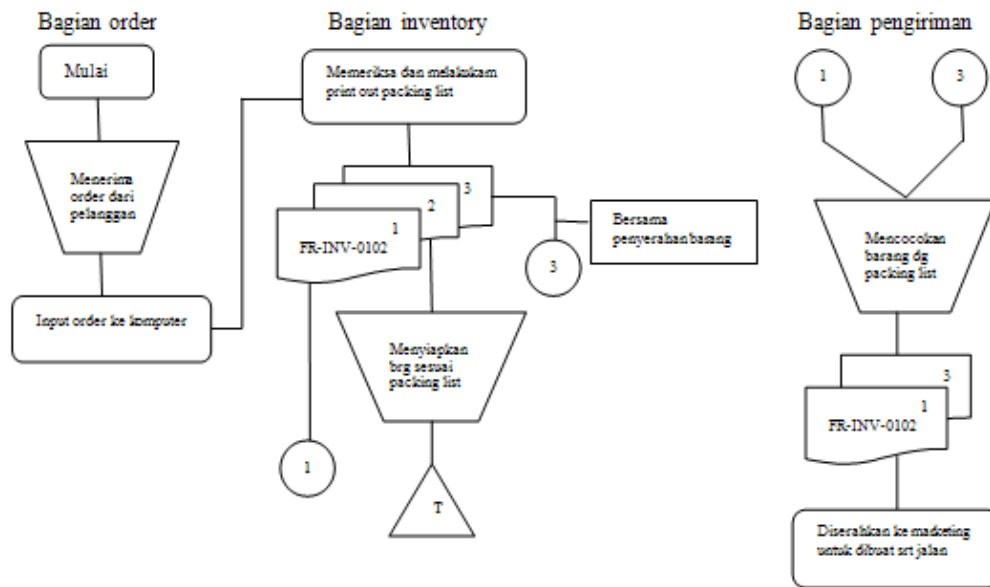 Bagian order
Mulai
Menerima
order dari
pelanggan
Input order ke komputer
Bagian inventory
Memeriksa dan melakukam
print out packing list
3
2
1
FR-INV-0102
3
Bersama
penyerahan barang
Menyiapkan
brg sesuai
packing list
1
T
Bagian pengiriman
1
3
Mencocokan
barang dg
packing list
3
1
FR-INV-0102
Diserahkan ke marketing
untuk dibuat srt jalan